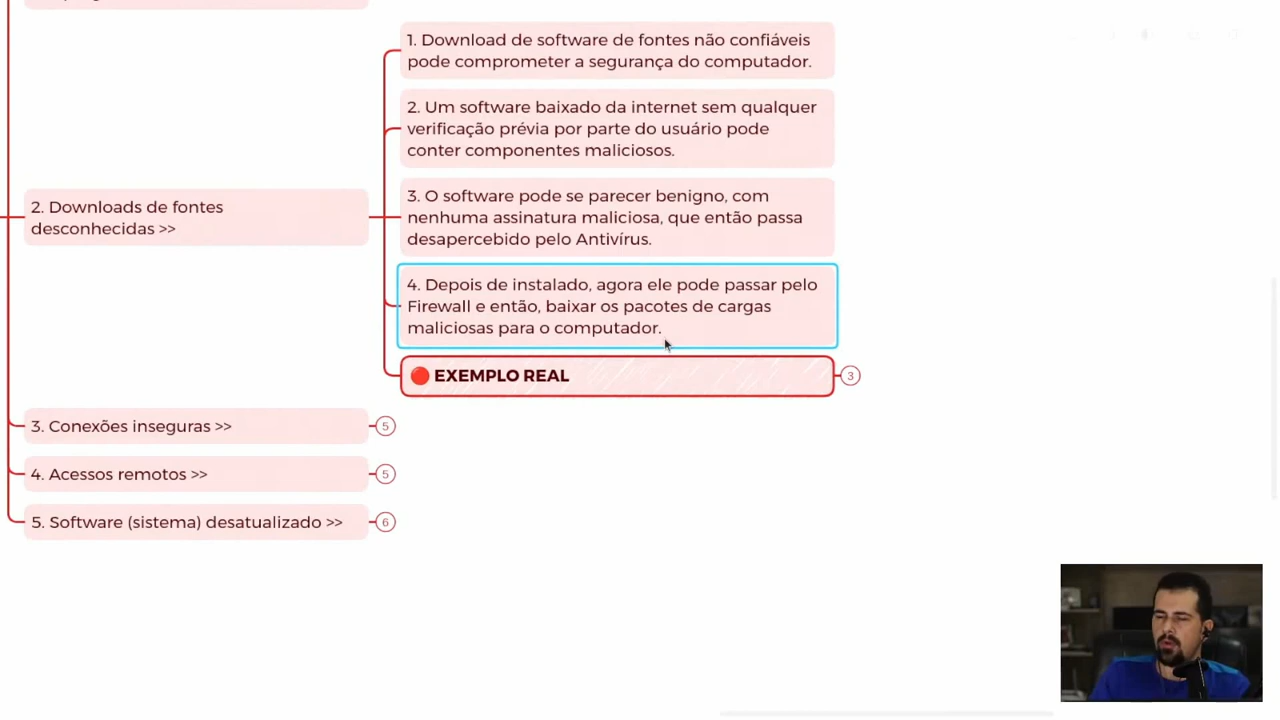 1. Download de software de fontes não confiáveis
pode comprometer a segurança do computador.
2. Um software baixado da internet sem qualquer
verificação prévia por parte do usuário pode
conter componentes maliciosos.
3. O software pode se parecer benigno, com
nenhuma assinatura maliciosa, que então passa
desapercebido pelo Antivírus.
2. Downloads de fontes
desconhecidas >>
4. Depois de instalado, agora ele pode passar pelo
Firewall e então, baixar os pacotes de cargas
maliciosas para o computador.
EXEMPLO REAL
3
3. Conexões inseguras >>
5
4. Acessos remotos >>
5
5. Software (sistema) desatualizado >>
6